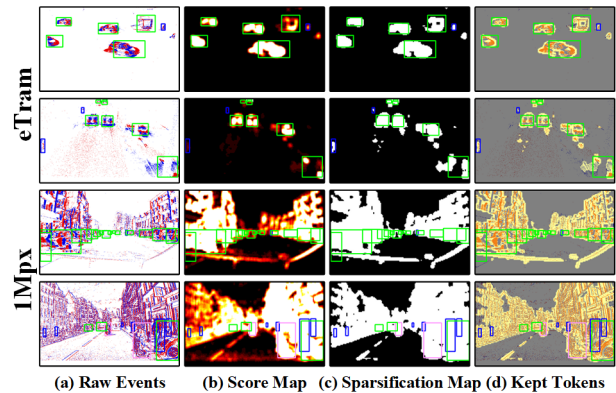 eTram
1Mpx
(a) Raw Events (b) Score Map (c) Sparsification Map (d) Kept Tokens